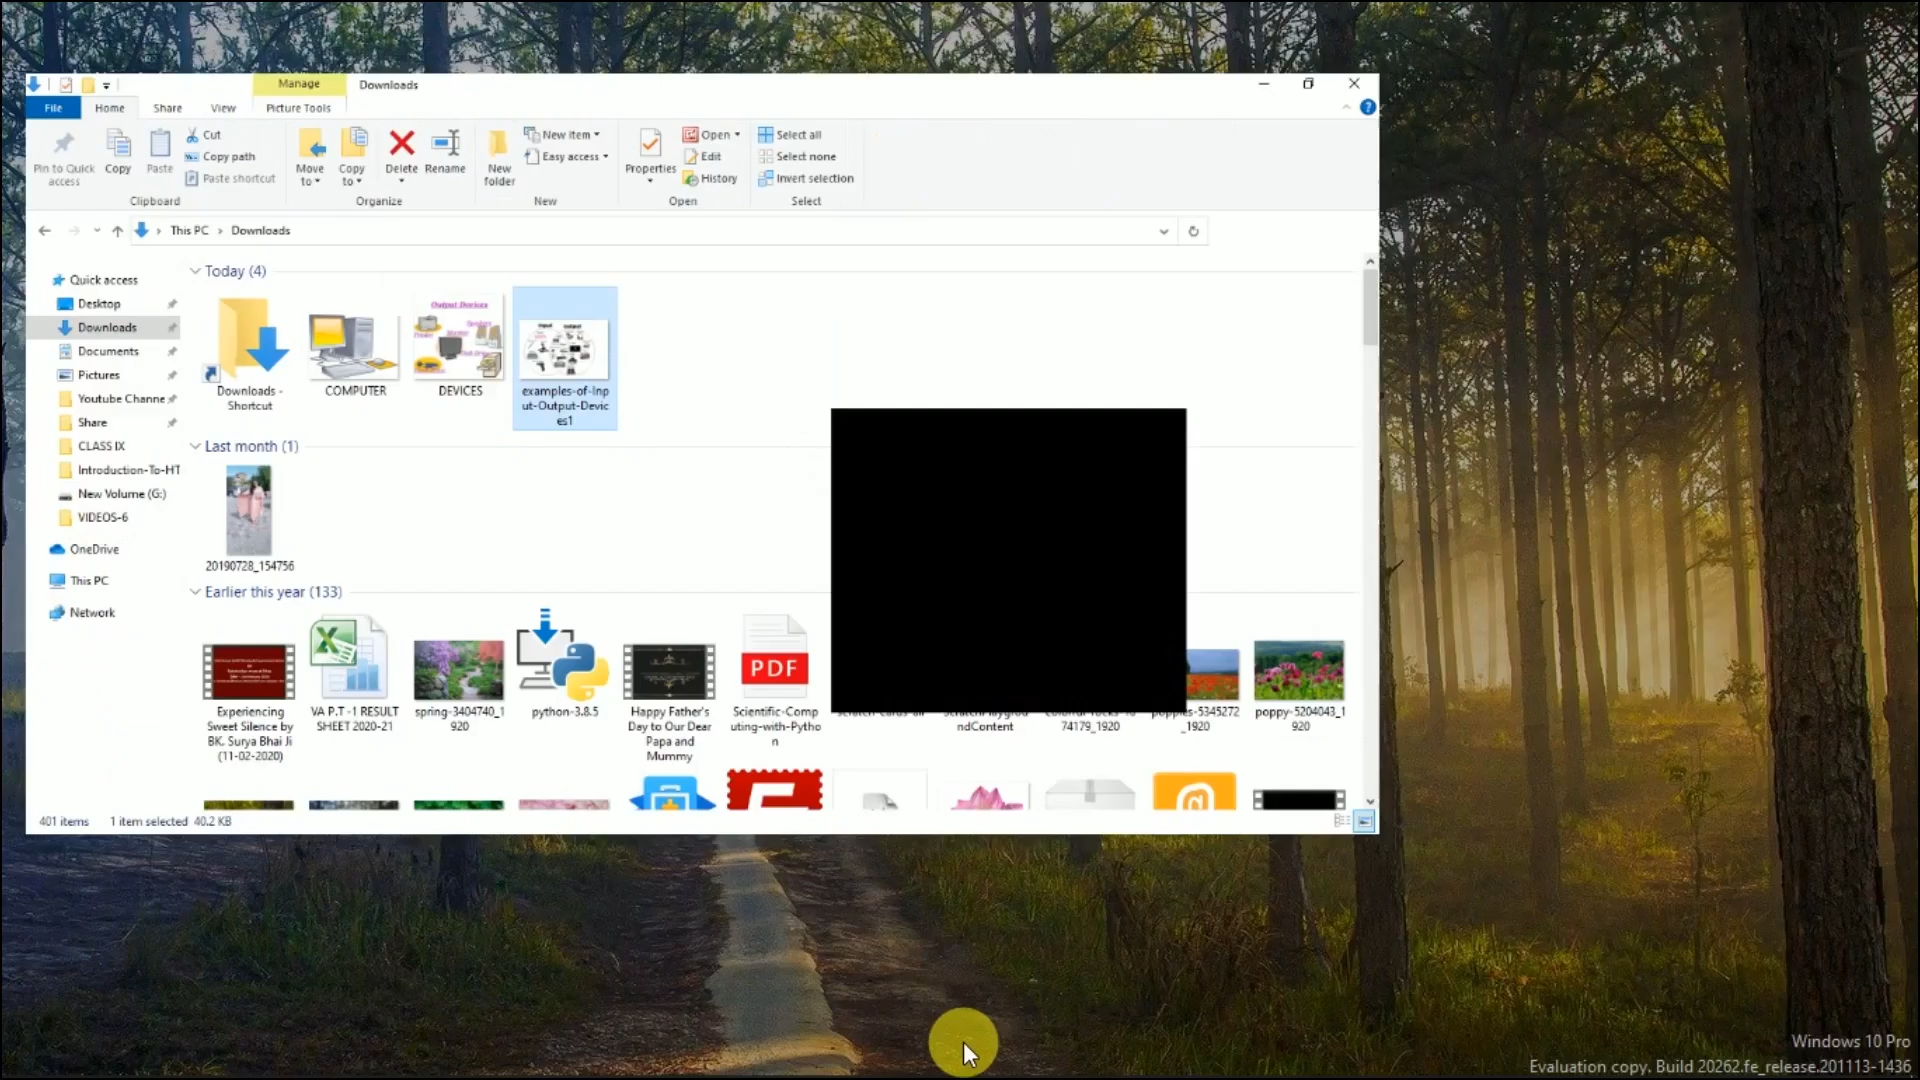 Manage
Downloads
File
Home
Share
View
Picture Tools
Pin to Quick
access
Copy
Paste
Cut
Copy path
Paste shortcut
Clipboard
Move
to
Copy
to
Delete
Rename
Organize
New
folder
New item
Easy access
New
Properties
Open
Edit
History
Open
Select all
Select none
Invert selection
Select
This PC
Downloads
Quick access
Desktop
Downloads
Documents
Pictures
Youtube Channe
Share
CLASS IX
Introduction-To-HT
New Volume (G:)
VIDEOS-6
OneDrive
This PC
Network
Today (4)
Output Devices
Input
Output
Downloads -
Shortcut
COMPUTER
DEVICES
examples-of-Inp
ut-Output-Devic
es1
Last month (1)
20190728_154756
Earlier this year (133)
PDF
Experiencing
Sweet Silence by
BK. Surya Bhai Ji
(11-02-2020)
VA P.T -1 RESULT
SHEET 2020-21
spring-3404740_1
920
python-3.8.5
Happy Father's
Day to Our Dear
Papa and
Mummy
Scientific-Comp
uting-with-Pytho
n
ndContent
74179_1920
poppies-5345272
_1920
poppy-5204043_1
920
401 items
1 item selected 40.2 KB
Windows 10 Pro
Evaluation copy. Build 20262.fe_release.201113-1436